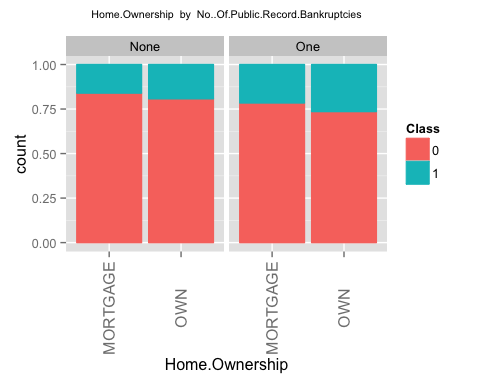 Home.Ownership by No..Of.Public.Record.Bankruptcies
None
One
1.00
0.75
0.50
0.25
0.00
count
MORTGAGE
OWN
MORTGAGE
OWN
Home.Ownership
Class
0
1